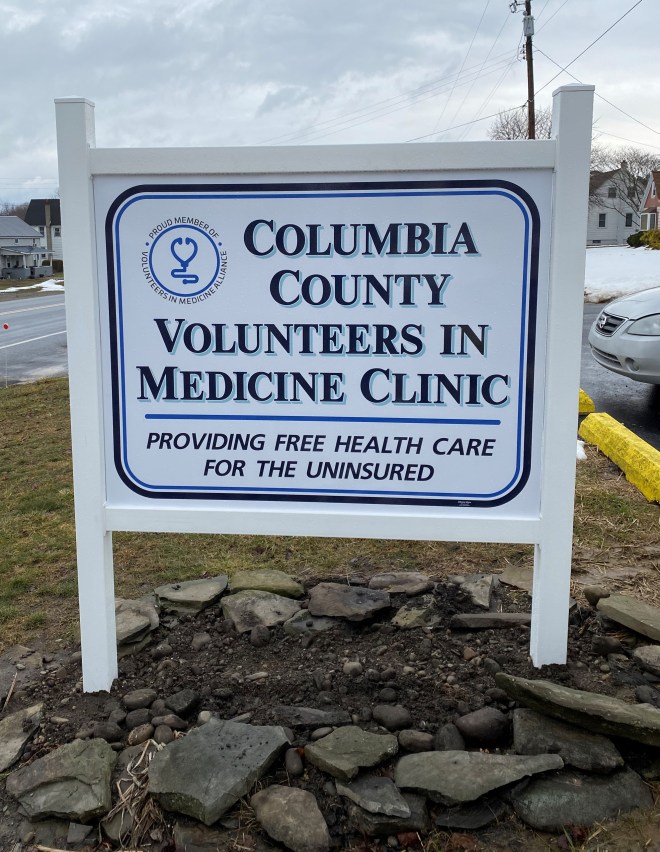 PROUD MEMBER OF
VOLUNTEERS IN MEDICINE ALLIANCE
COLUMBIA
COUNTY
VOLUNTEERS IN
MEDICINE CLINIC
PROVIDING FREE HEALTH CARE
FOR THE UNINSURED